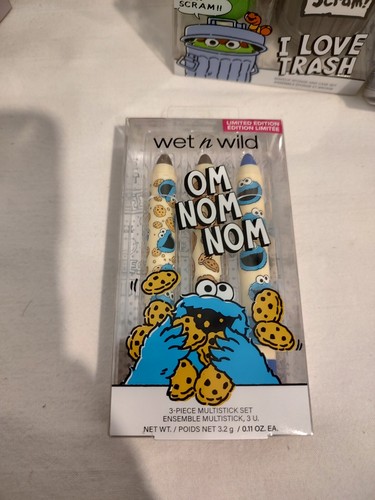 SCRAM!!
Scram!
I LOVE
TRASH
LIMITED EDITION
EDITION LIMITÉE
wet n wild
OM
NOM
NOM
3-PIECE MULTISTICK SET
ENSEMBLE MULTISTICK, 3 U.
NET WT. / POIDS NET 3.2 g / 0.11 OZ. EA.